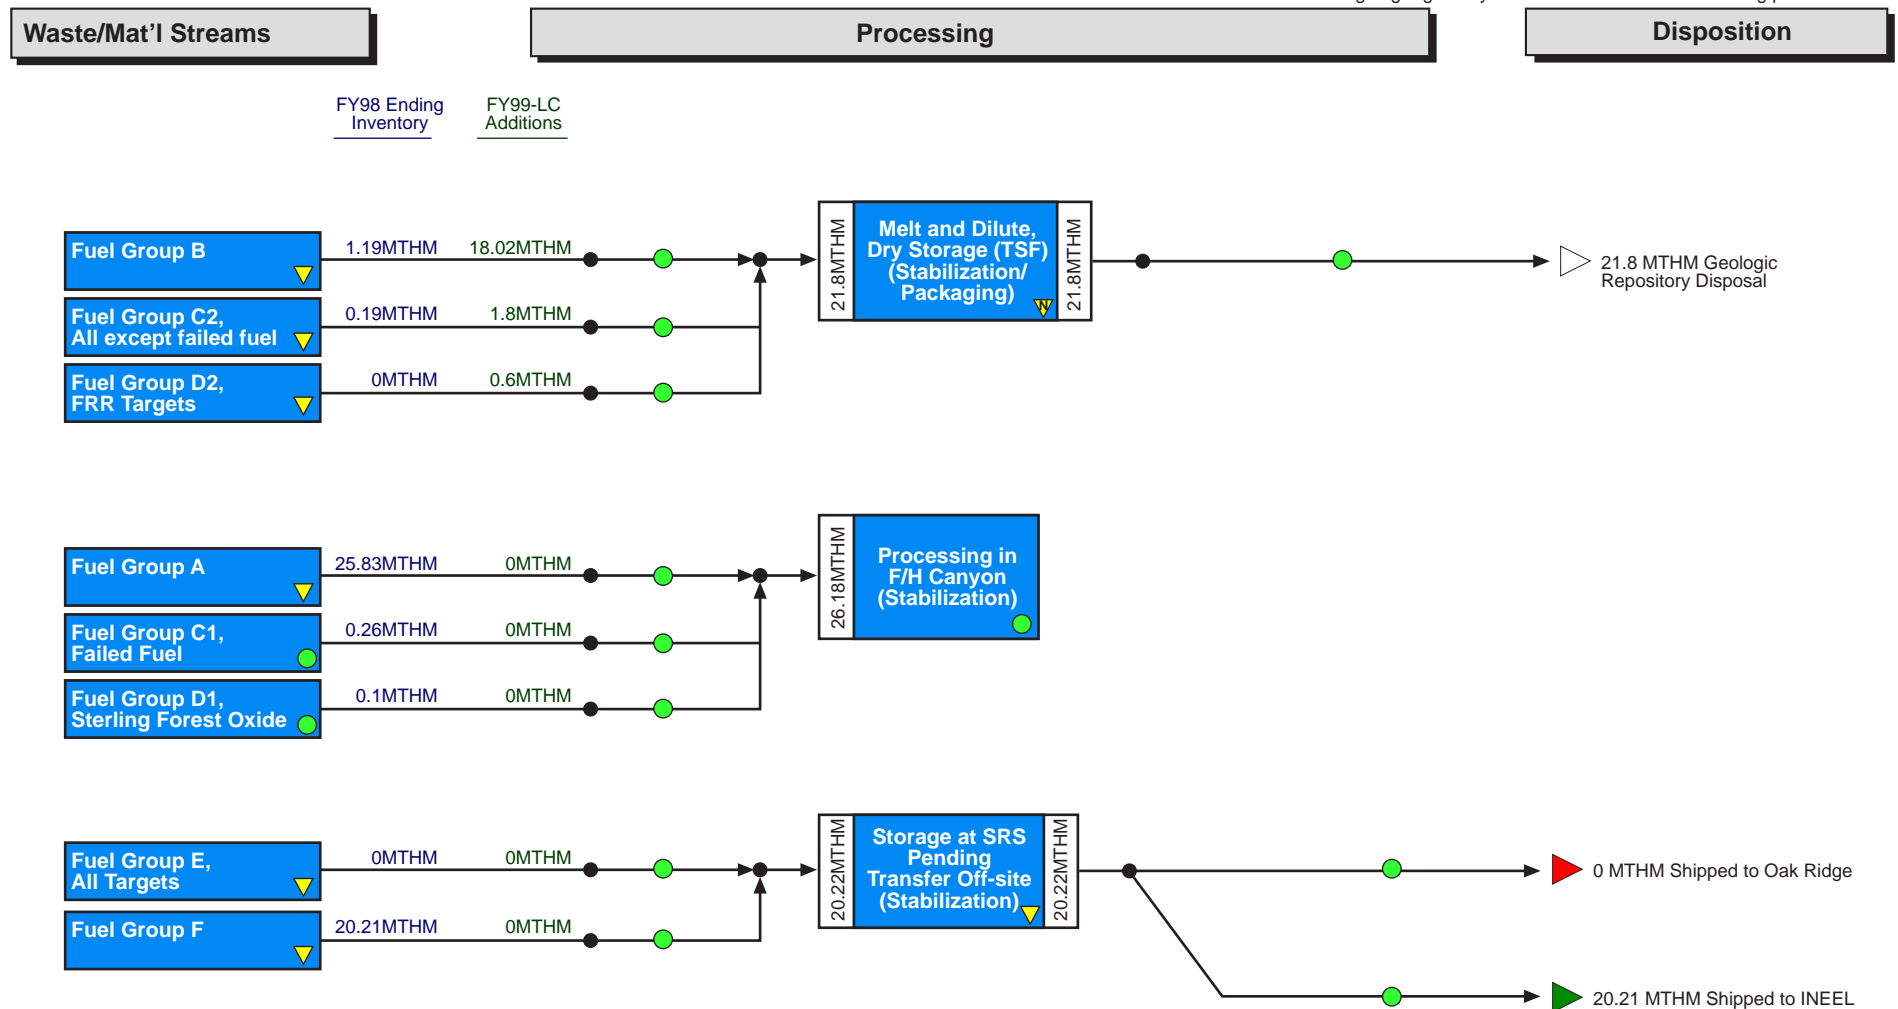 Waste/Mat'l Streams
Processing
Disposition
FY98 Ending
Inventory
FY99-LC
Additions
Fuel Group B
1.19MTHM
18.02MTHM
Fuel Group C2,
All except failed fuel
0.19MTHM
1.8MTHM
Fuel Group D2,
FRR Targets
0MTHM
0.6MTHM
21.8MTHM
Melt and Dilute,
Dry Storage (TSF)
(Stabilization/
Packaging)
N
21.8MTHM
21.8 MTHM Geologic
Repository Disposal
Fuel Group A
25.83MTHM
0MTHM
Fuel Group C1,
Failed Fuel
0.26MTHM
0MTHM
Fuel Group D1,
Sterling Forest Oxide
0.1MTHM
0MTHM
26.18MTHM
Processing in
F/H Canyon
(Stabilization)
Fuel Group E,
All Targets
0MTHM
0MTHM
Fuel Group F
20.21MTHM
0MTHM
20.22MTHM
Storage at SRS
Pending
Transfer Off-site
(Stabilization)
20.22MTHM
0 MTHM Shipped to Oak Ridge
20.21 MTHM Shipped to INEEL